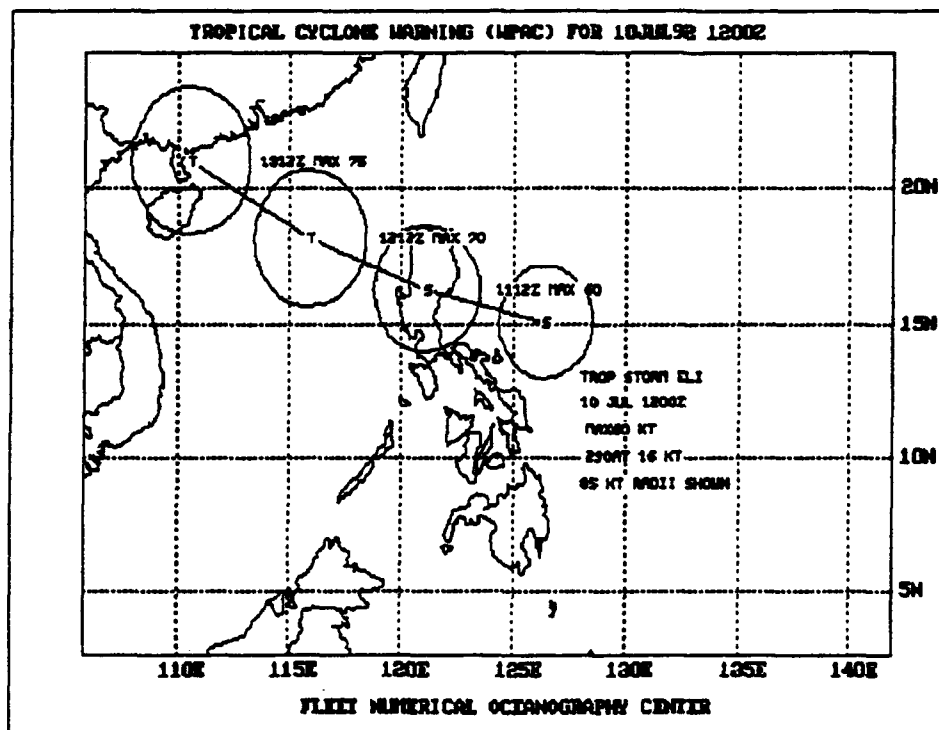 TROPICAL CYCLONE WARNING (WPAC) FOR 10JUL92 1200Z
T
1312Z MAX 75
20N
T
1212Z MAX 70
S
1112Z MAX 60
S
15N
TROP STORM ELI
10 JUL 1200Z
MAX60 KT
290AT 16 KT
10N
35 KT RADII SHOWN
5N
110E 115E 120E 125E 130E 135E 140E
FLEET NUMERICAL OCEANOGRAPHY CENTER